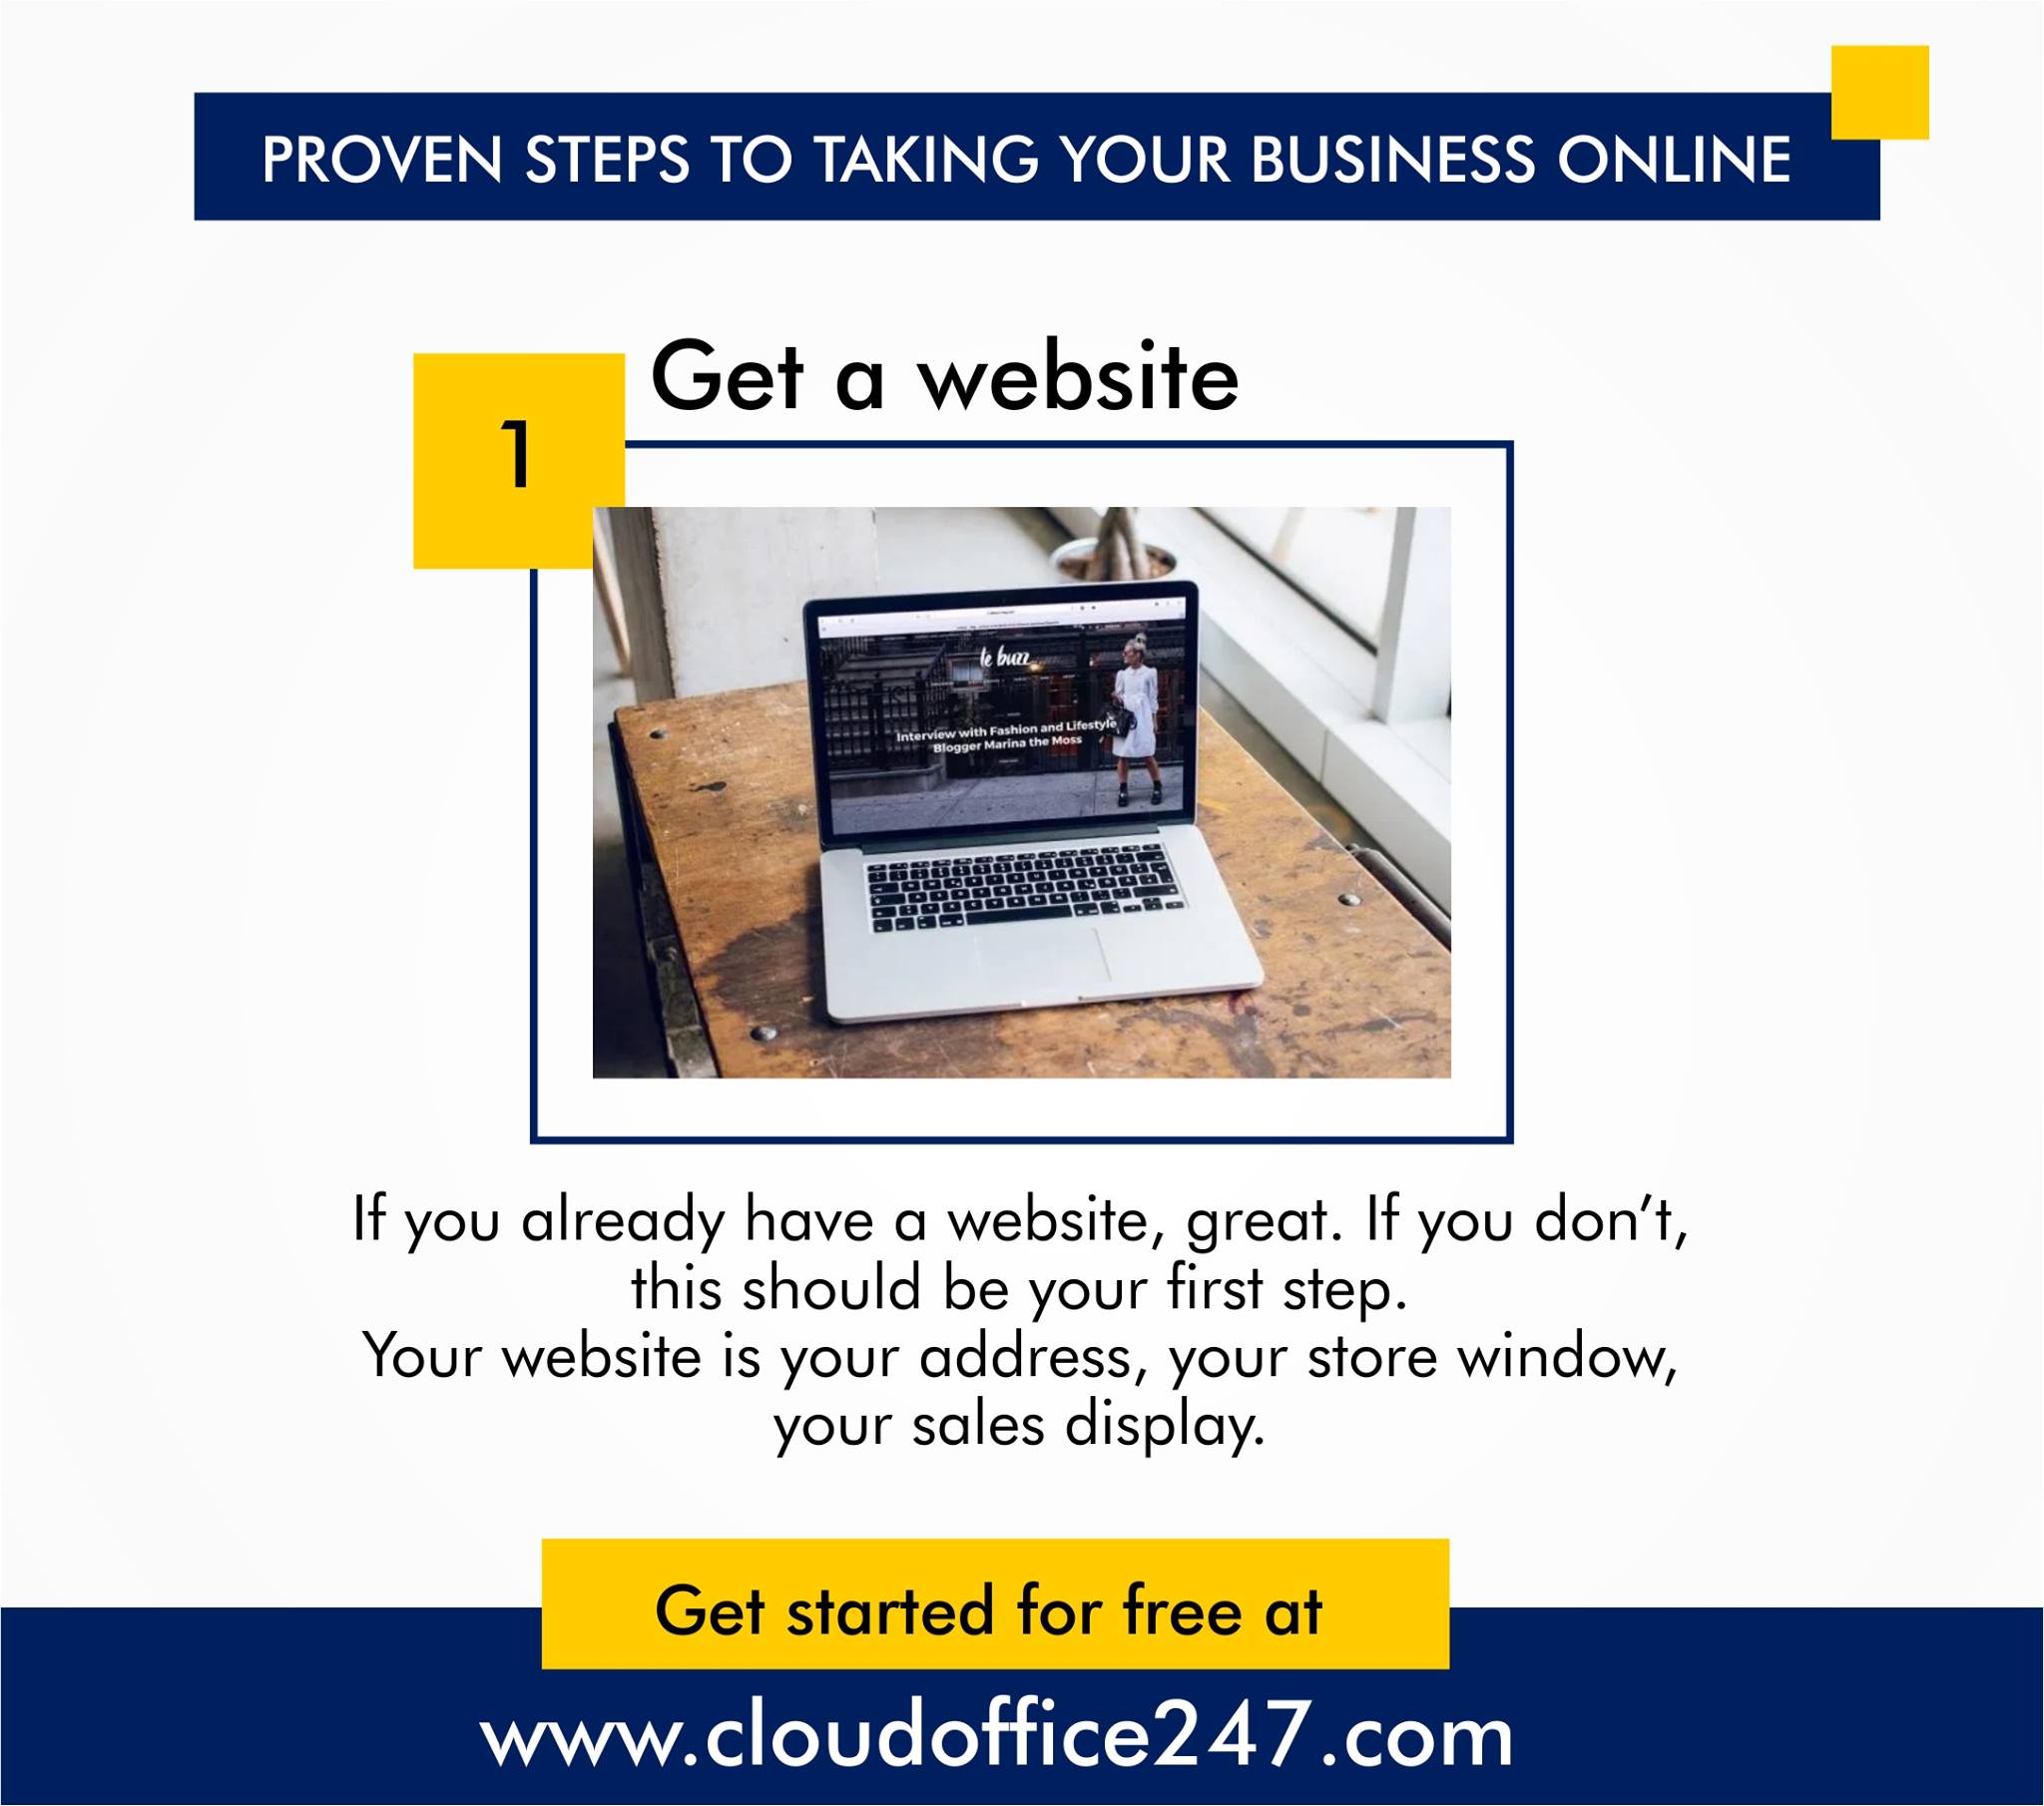 PROVEN STEPS TO TAKING YOUR BUSINESS ONLINE
Get a website
1
le buzz
Interview with Fashion and Lifestyle
Blogger Marina the Moss
If you already have a website, great. If you don’t,
this should be your first step.
Your website is your address, your store window,
your sales display.
Get started for free at
www.cloudoffice247.com